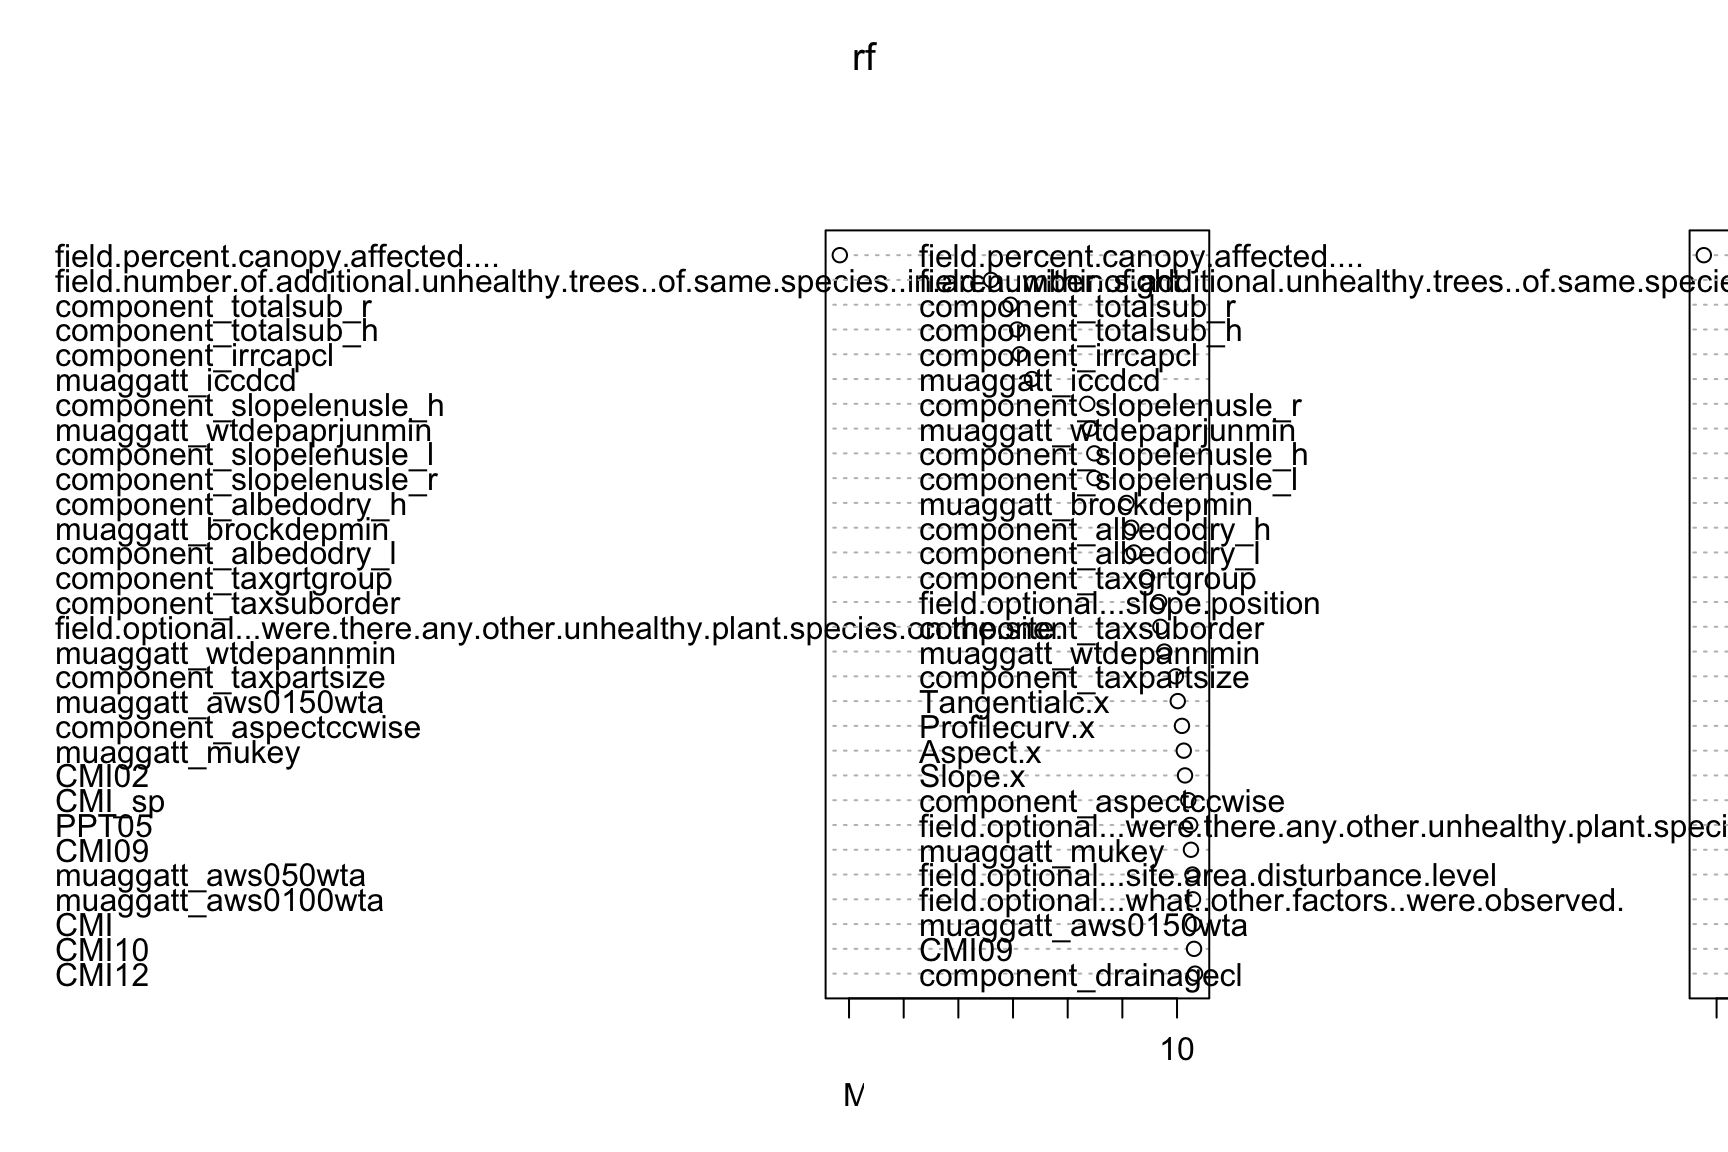 rf
field.percent.canopy.affected....
field.number.of.additional.unhealthy.trees..of.same.species..in.area..within.sight..
component_totalsub_r
component_totalsub_h
component_irrcapcl
muaggatt_iccdcd
component_slopelenusle_h
muaggatt_wtdepaprjunmin
component_slopelenusle_l
component_slopelenusle_r
component_albedodry_h
muaggatt_brockdepmin
component_albedodry_l
component_taxgrtgroup
component_taxsuborder
field.optional...were.there.any.other.unhealthy.plant.species.on.the.site.
muaggatt_wtdepannmin
component_taxpartsize
muaggatt_aws0150wta
component_aspectccwise
muaggatt_mukey
CMI02
CMI_sp
PPT05
CMI09
muaggatt_aws050wta
muaggatt_aws0100wta
CMI
CMI10
CMI12
10
M
field.percent.canopy.affected....
field.number.of.additional.unhealthy.trees..of.same.specie
component_totalsub_r
component_totalsub_h
component_irrcapcl
muaggatt_iccdcd
component_slopelenusle_r
muaggatt_wtdepaprjunmin
component_slopelenusle_h
component_slopelenusle_l
muaggatt_brockdepmin
component_albedodry_h
component_albedodry_l
component_taxgrtgroup
field.optional...slope.position
component_taxsuborder
muaggatt_wtdepannmin
component_taxpartsize
Tangentialc.x
Profilecurv.x
Aspect.x
Slope.x
component_aspectccwise
field.optional...were.there.any.other.unhealthy.plant.speci
muaggatt_mukey
field.optional...site.area.disturbance.level
field.optional...what..other.factors..were.observed.
muaggatt_aws0150wta
CMI09
component_drainagecl